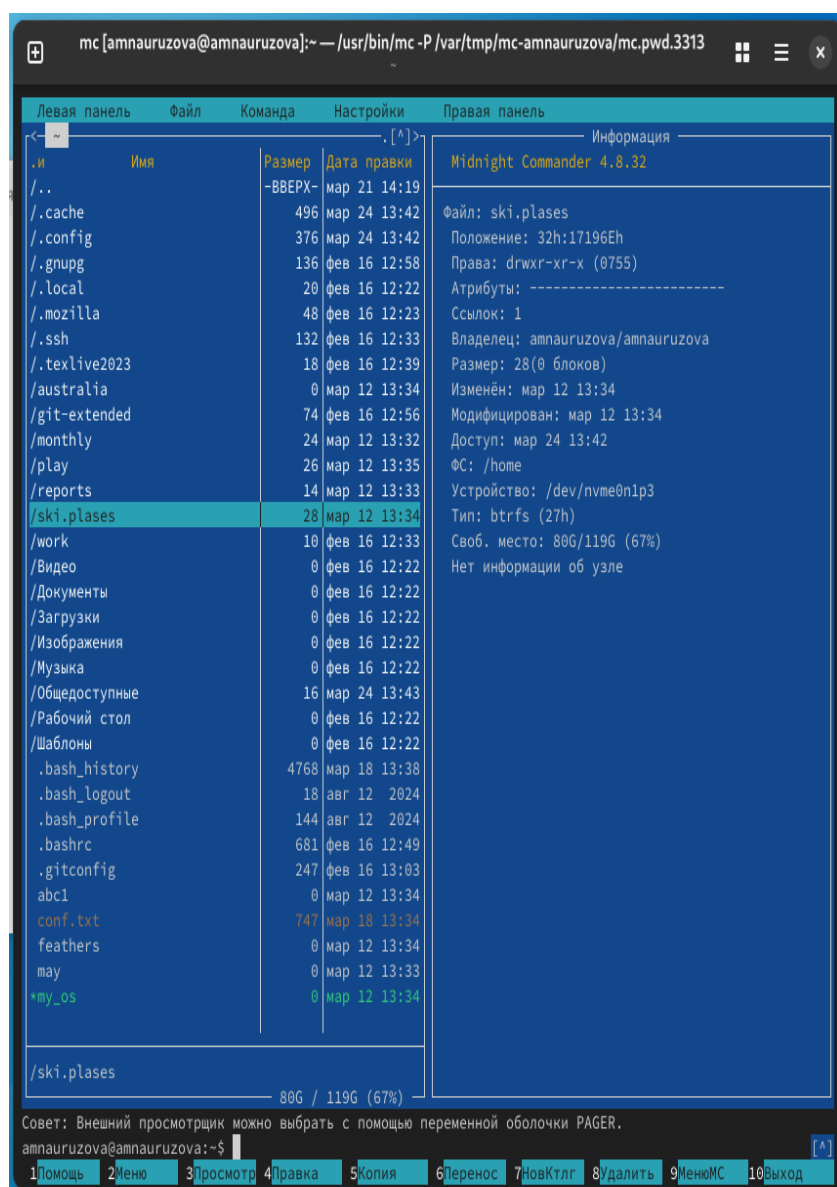 mc [amnauruzova@amnauruzova]:~ — /usr/bin/mc -P /var/tmp/mc-amnauruzova/mc.pwd.3313
~
Левая панель Файл Команда Настройки Правая панель
<─ ~ ─.[^]>
.и Имя Размер Дата правки
/.. -ВВЕРХ- мар 21 14:19
/.cache 496 мар 24 13:42
/.config 376 мар 24 13:42
/.gnupg 136 фев 16 12:58
/.local 20 фев 16 12:22
/.mozilla 48 фев 16 12:23
/.ssh 132 фев 16 12:33
/.texlive2023 18 фев 16 12:39
/australia 0 мар 12 13:34
/git-extended 74 фев 16 12:56
/monthly 24 мар 12 13:32
/play 26 мар 12 13:35
/reports 14 мар 12 13:33
/ski.plases 28 мар 12 13:34
/work 10 фев 16 12:33
/Видео 0 фев 16 12:22
/Документы 0 фев 16 12:22
/Загрузки 0 фев 16 12:22
/Изображения 0 фев 16 12:22
/Музыка 0 фев 16 12:22
/Общедоступные 16 мар 24 13:43
/Рабочий стол 0 фев 16 12:22
/Шаблоны 0 фев 16 12:22
.bash_history 4768 мар 18 13:38
.bash_logout 18 авг 12 2024
.bash_profile 144 авг 12 2024
.bashrc 681 фев 16 12:49
.gitconfig 247 фев 16 13:03
abc1 0 мар 12 13:34
conf.txt 747 мар 18 13:34
feathers 0 мар 12 13:34
may 0 мар 12 13:33
*my_os 0 мар 12 13:34
/ski.plases
80G / 119G (67%)
Информация
Midnight Commander 4.8.32
Файл: ski.plases
Положение: 32h:17196Eh
Права: drwxr-xr-x (0755)
Атрибуты: -------------------------
Ссылок: 1
Владелец: amnauruzova/amnauruzova
Размер: 28(0 блоков)
Изменён: мар 12 13:34
Модифицирован: мар 12 13:34
Доступ: мар 24 13:42
ФС: /home
Устройство: /dev/nvme0n1p3
Тип: btrfs (27h)
Своб. место: 80G/119G (67%)
Нет информации об узле
Совет: Внешний просмотрщик можно выбрать с помощью переменной оболочки PAGER.
amnauruzova@amnauruzova:~$ [^]
1Помощь 2Меню 3Просмотр 4Правка 5Копия 6Перенос 7НовКтлг 8Удалить 9МенюMC 10Выход